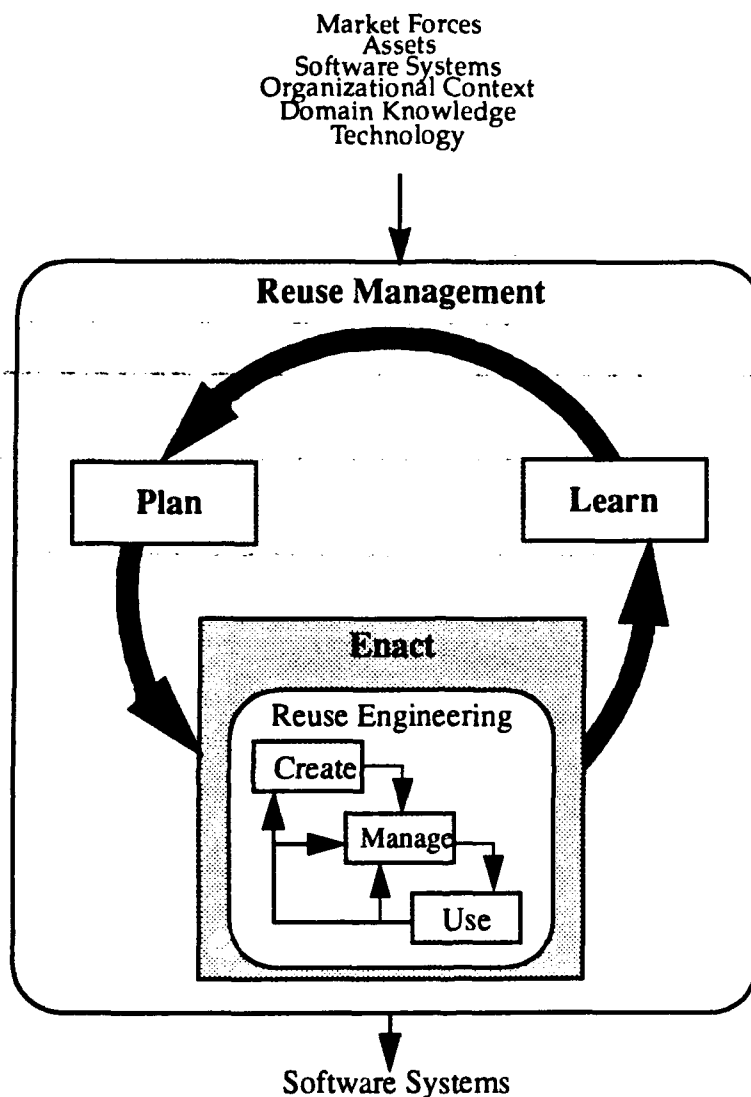 Market Forces
Assets
Software Systems
Organizational Context
Domain Knowledge
Technology
Reuse Management
Plan
Learn
Enact
Reuse Engineering
Create
Manage
Use
Software Systems